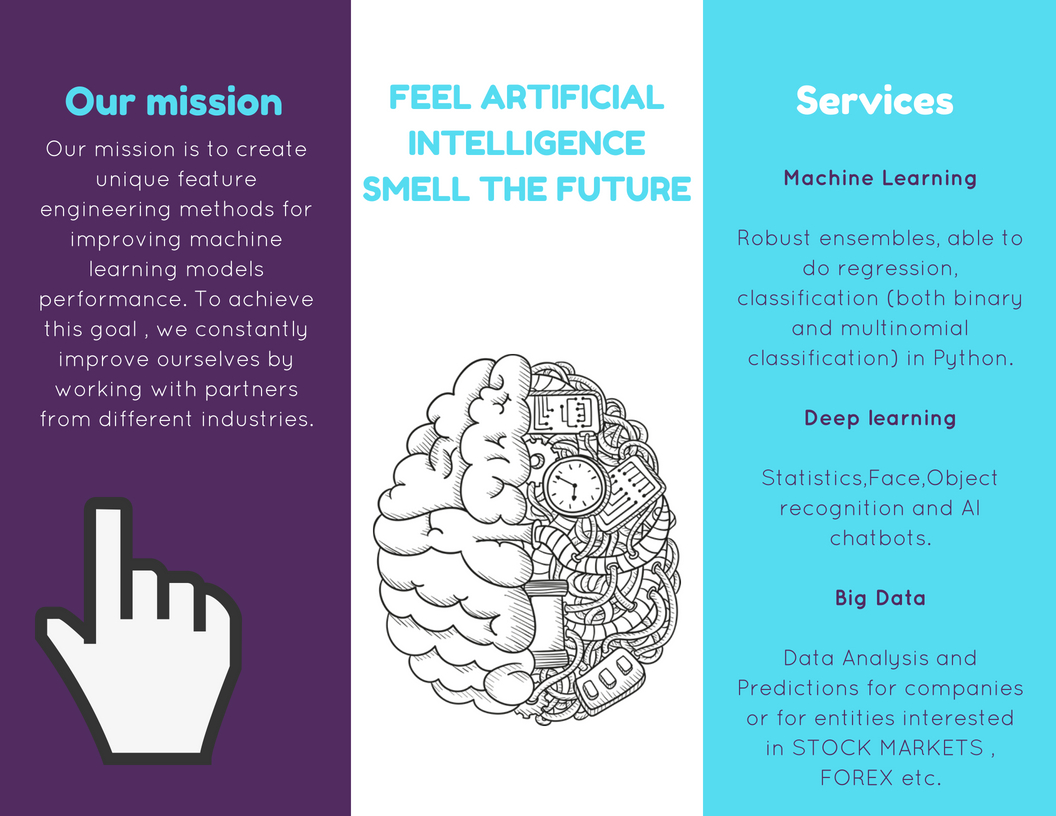 Our mission
Our mission is to create
unique feature
engineering methods for
improving machine
learning models
performance. To achieve
this goal , we constantly
improve ourselves by
working with partners
from different industries.
FEEL ARTIFICIAL
INTELLIGENCE
SMELL THE FUTURE
Services
Machine Learning
Robust ensembles, able to
do regression,
classification (both binary
and multinomial
classification) in Python.
Deep learning
Statistics,Face,Object
recognition and AI
chatbots.
Big Data
Data Analysis and
Predictions for companies
or for entities interested
in STOCK MARKETS ,
FOREX etc.